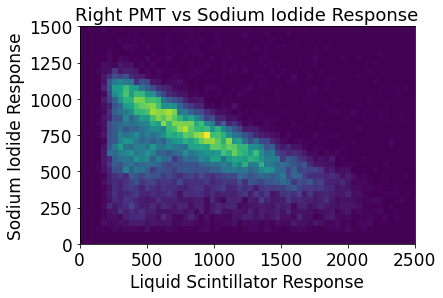 Right PMT vs Sodium Iodide Response
Sodium Iodide Response
1500
1250
1000
750
500
250
0
0 500 1000 1500 2000 2500
Liquid Scintillator Response